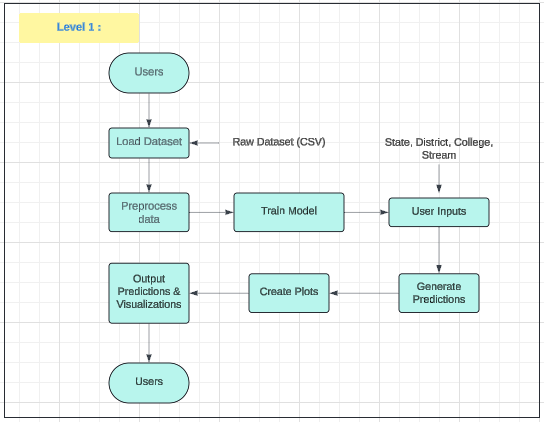 Level 1 :
Users
Load Dataset
Raw Dataset (CSV)
State, District, College,
Stream
Preprocess
data
Train Model
User Inputs
Output
Predictions &
Visualizations
Create Plots
Generate
Predictions
Users